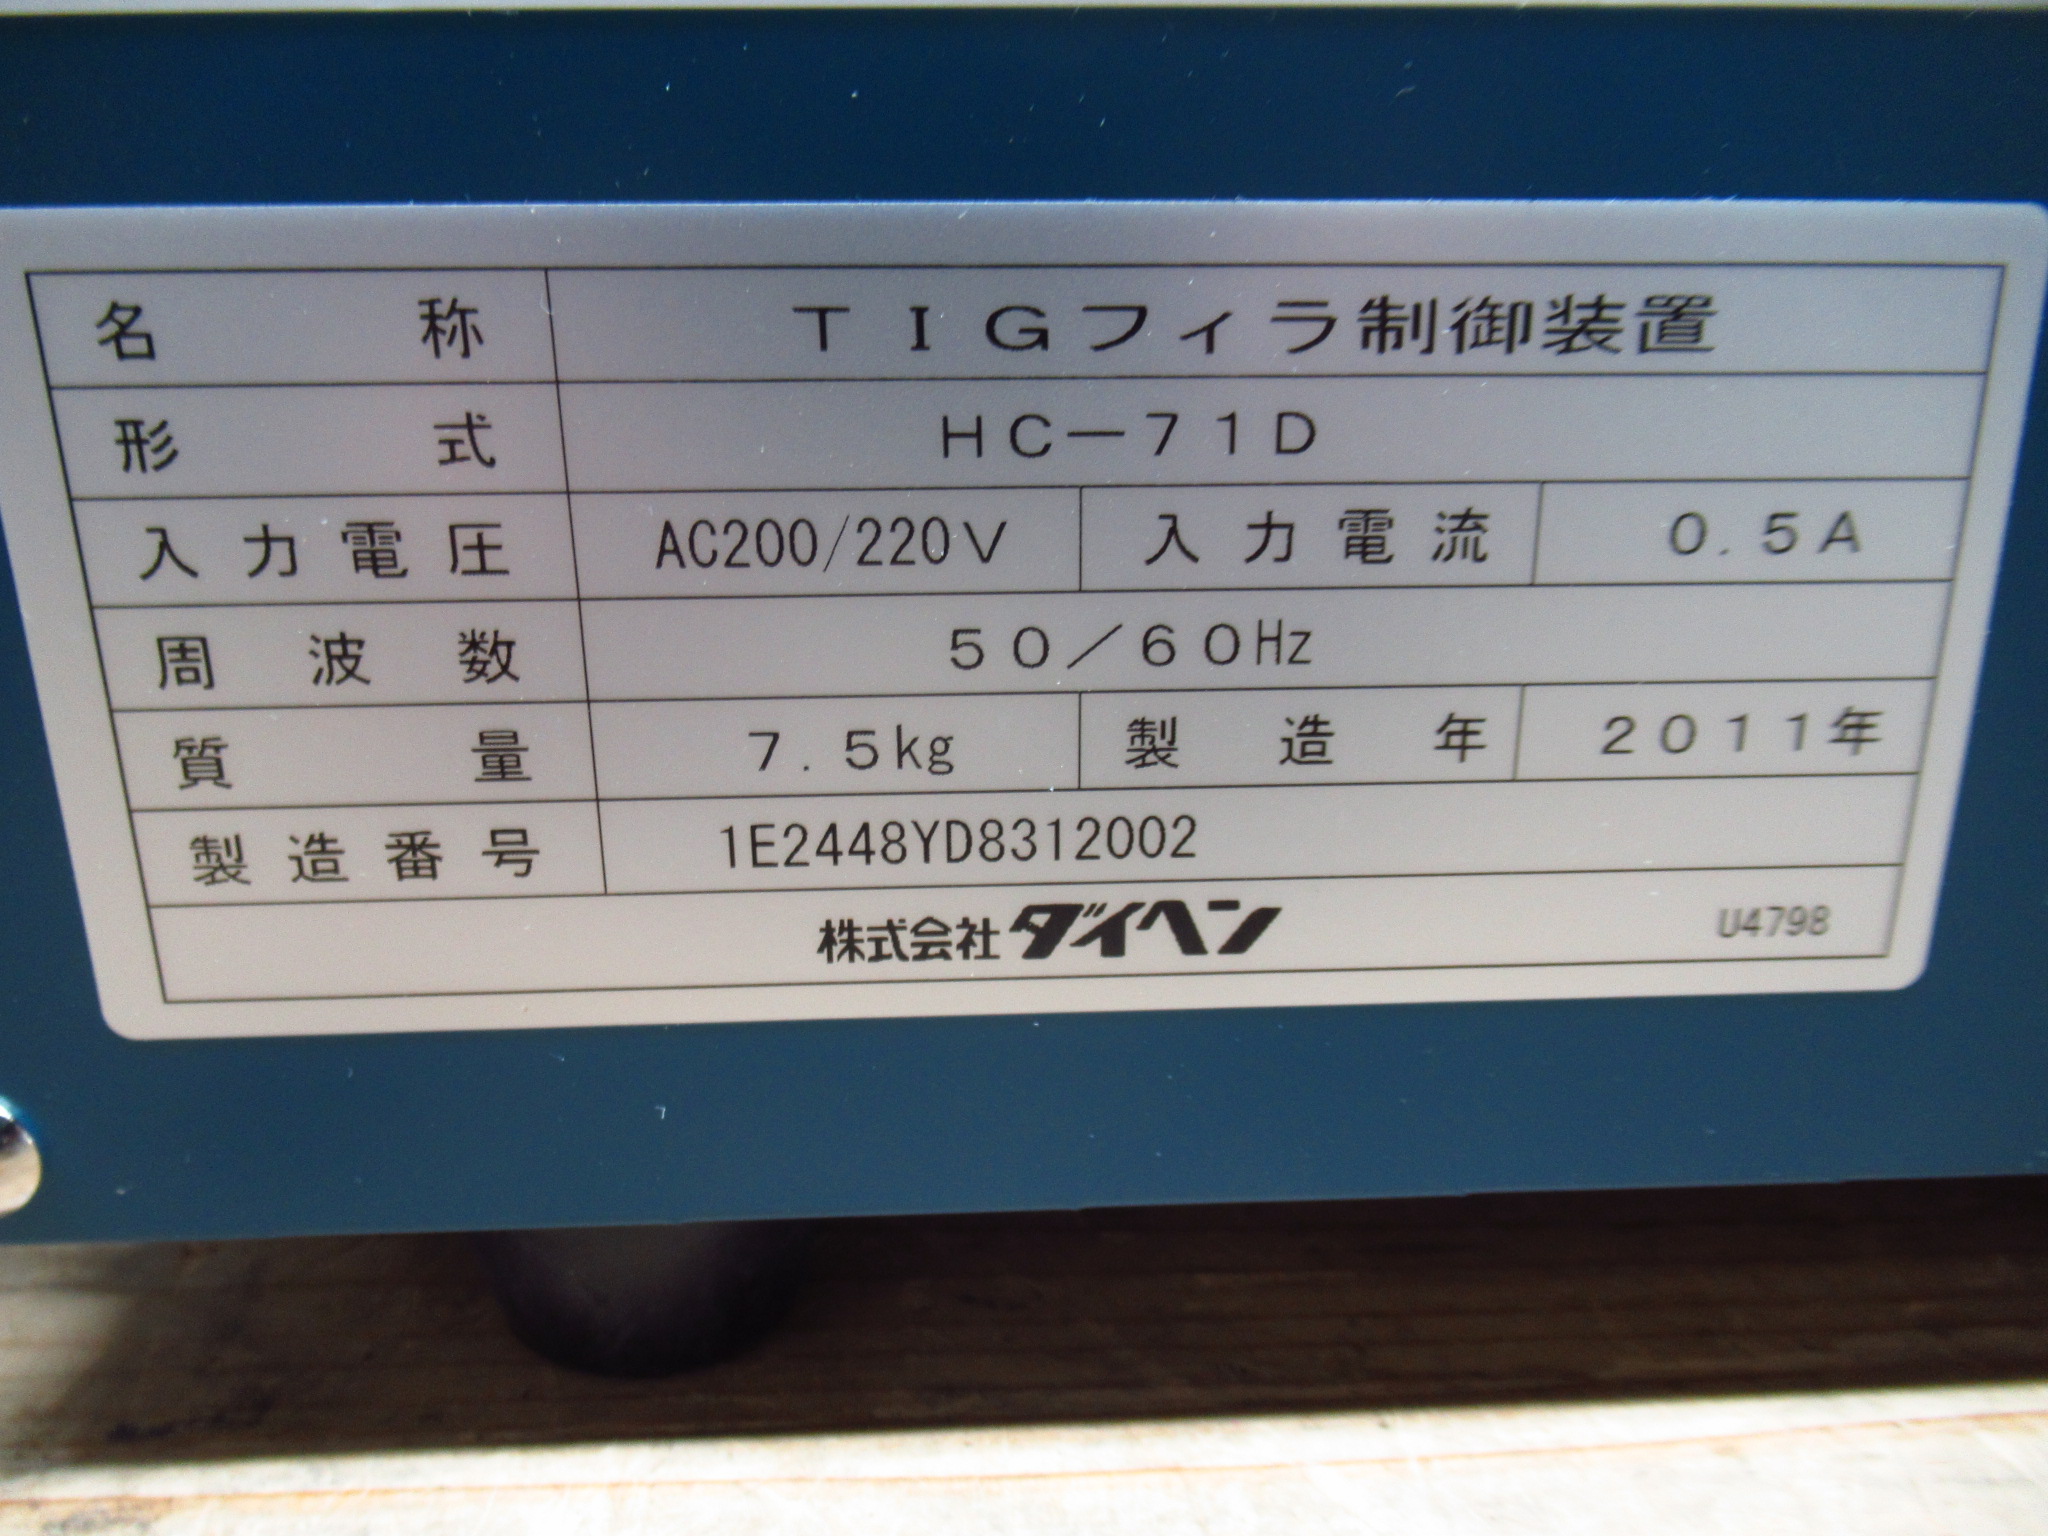 名称 TIGフィラ制御装置
形式 HC-71D
入力電圧 AC200/220V 入力電流 0.5A
周波数 50/60Hz
質量 7.5kg 製造年 2011年
製造番号 1E2448YD8312002
株式会社ダイヘン U4798